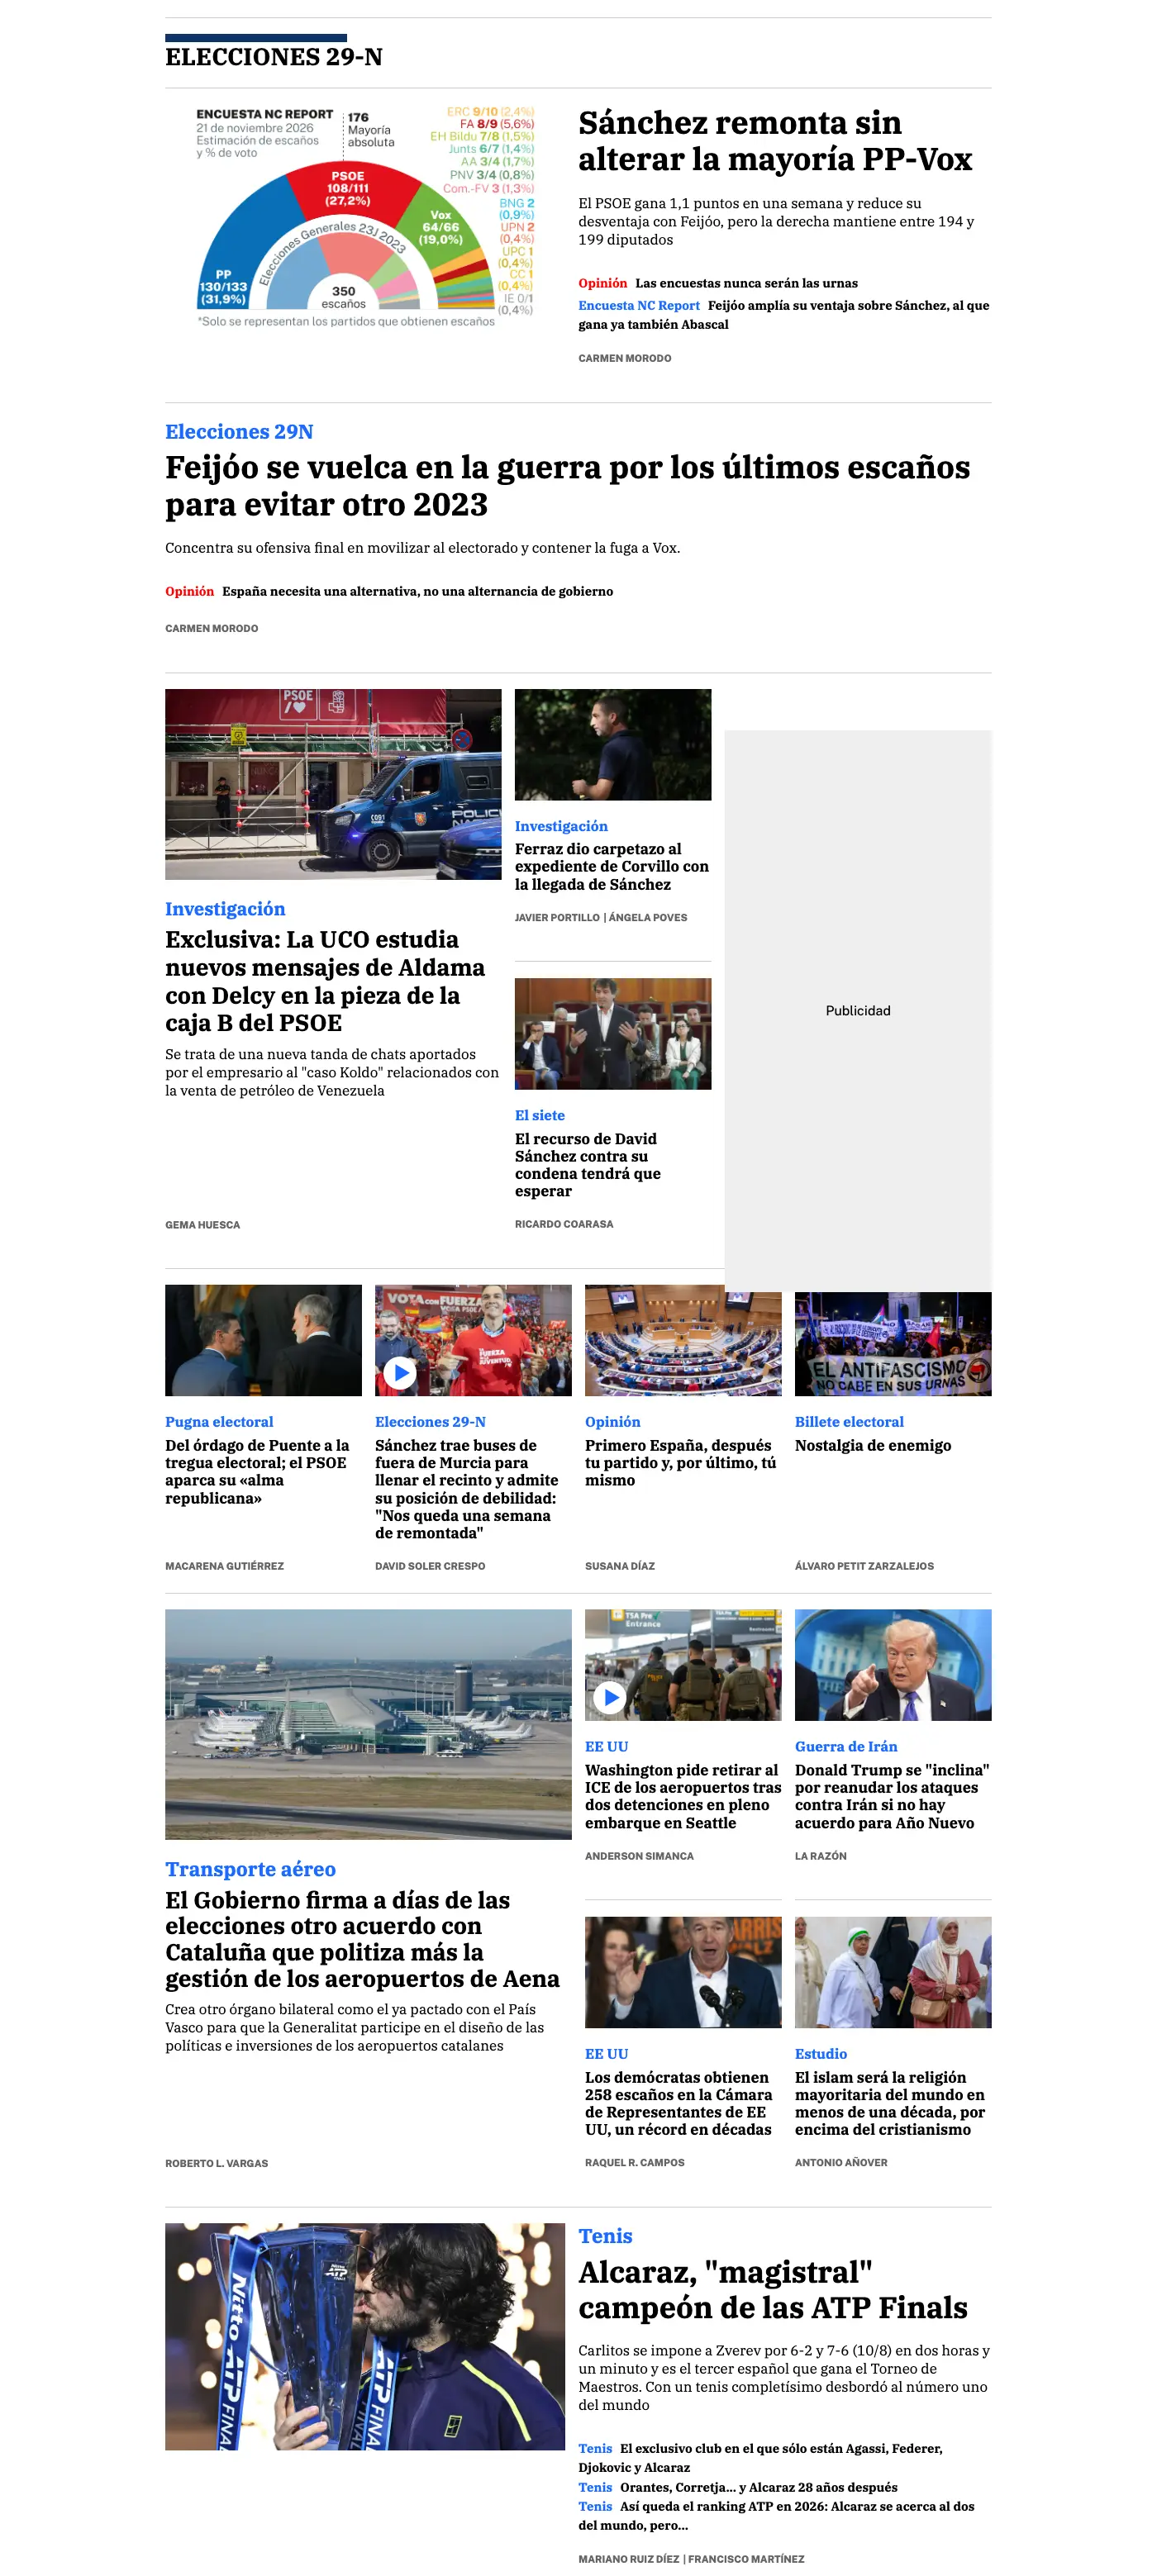 ELECCIONES 29-N
ENCUESTA NC REPORT
21 de noviembre 2026
Estimación de escaños
y % de voto
176
Mayoría
absoluta
ERC 9/10 (2,4%)
FA 8/9 (5,6%)
EH Bildu 7/8 (1,5%)
Junts 6/7 (1,4%)
AA 3/4 (1,7%)
PNV 3/4 (0,8%)
Com.-FV 3 (1,3%)
BNG 2
(0,9%)
UPN 2
(0,4%)
UPC 1
(0,4%)
CC 1
(0,4%)
IE 0/1
(0,4%)
PSOE
108/111
(27,2%)
Vox
64/66
(19,0%)
PP
130/133
(31,9%)
Elecciones Generales 23J 2023
350
escaños
*Solo se representan los partidos que obtienen escaños
Sánchez remonta sin
alterar la mayoría PP-Vox
El PSOE gana 1,1 puntos en una semana y reduce su
desventaja con Feijóo, pero la derecha mantiene entre 194 y
199 diputados
Opinión Las encuestas nunca serán las urnas
Encuesta NC Report Feijóo amplía su ventaja sobre Sánchez, al que
gana ya también Abascal
CARMEN MORODO
Elecciones 29N
Feijóo se vuelca en la guerra por los últimos escaños
para evitar otro 2023
Concentra su ofensiva final en movilizar al electorado y contener la fuga a Vox.
Opinión España necesita una alternativa, no una alternancia de gobierno
CARMEN MORODO
PSOE
POLICÍA
Investigación
Exclusiva: La UCO estudia
nuevos mensajes de Aldama
con Delcy en la pieza de la
caja B del PSOE
Se trata de una nueva tanda de chats aportados
por el empresario al "caso Koldo" relacionados con
la venta de petróleo de Venezuela
GEMA HUESCA
Investigación
Ferraz dio carpetazo al
expediente de Corvillo con
la llegada de Sánchez
JAVIER PORTILLO | ÁNGELA POVES
El siete
El recurso de David
Sánchez contra su
condena tendrá que
esperar
RICARDO COARASA
Publicidad
Pugna electoral
Del órdago de Puente a la
tregua electoral; el PSOE
aparca su «alma
republicana»
MACARENA GUTIÉRREZ
VOTA con FUERZA
VOTA PSOE
Elecciones 29-N
Sánchez trae buses de
fuera de Murcia para
llenar el recinto y admite
su posición de debilidad:
"Nos queda una semana
de remontada"
DAVID SOLER CRESPO
Opinión
Primero España, después
tu partido y, por último, tú
mismo
SUSANA DÍAZ
EL ANTIFASCISMO
NO CABE EN SUS URNAS
Billete electoral
Nostalgia de enemigo
ÁLVARO PETIT ZARZALEJOS
Transporte aéreo
El Gobierno firma a días de las
elecciones otro acuerdo con
Cataluña que politiza más la
gestión de los aeropuertos de Aena
Crea otro órgano bilateral como el ya pactado con el País
Vasco para que la Generalitat participe en el diseño de las
políticas e inversiones de los aeropuertos catalanes
ROBERTO L. VARGAS
TSA Pre
Entrance
POLICE
EE UU
Washington pide retirar al
ICE de los aeropuertos tras
dos detenciones en pleno
embarque en Seattle
ANDERSON SIMANCA
Guerra de Irán
Donald Trump se "inclina"
por reanudar los ataques
contra Irán si no hay
acuerdo para Año Nuevo
LA RAZÓN
EE UU
Los demócratas obtienen
258 escaños en la Cámara
de Representantes de EE
UU, un récord en décadas
RAQUEL R. CAMPOS
Estudio
El islam será la religión
mayoritaria del mundo en
menos de una década, por
encima del cristianismo
ANTONIO AÑOVER
Nitto ATP FINAL
ATP
ATP FINAL
Tenis
Alcaraz, "magistral"
campeón de las ATP Finals
Carlitos se impone a Zverev por 6-2 y 7-6 (10/8) en dos horas y
un minuto y es el tercer español que gana el Torneo de
Maestros. Con un tenis completísimo desbordó al número uno
del mundo
Tenis El exclusivo club en el que sólo están Agassi, Federer,
Djokovic y Alcaraz
Tenis Orantes, Corretja... y Alcaraz 28 años después
Tenis Así queda el ranking ATP en 2026: Alcaraz se acerca al dos
del mundo, pero...
MARIANO RUIZ DÍEZ | FRANCISCO MARTÍNEZ